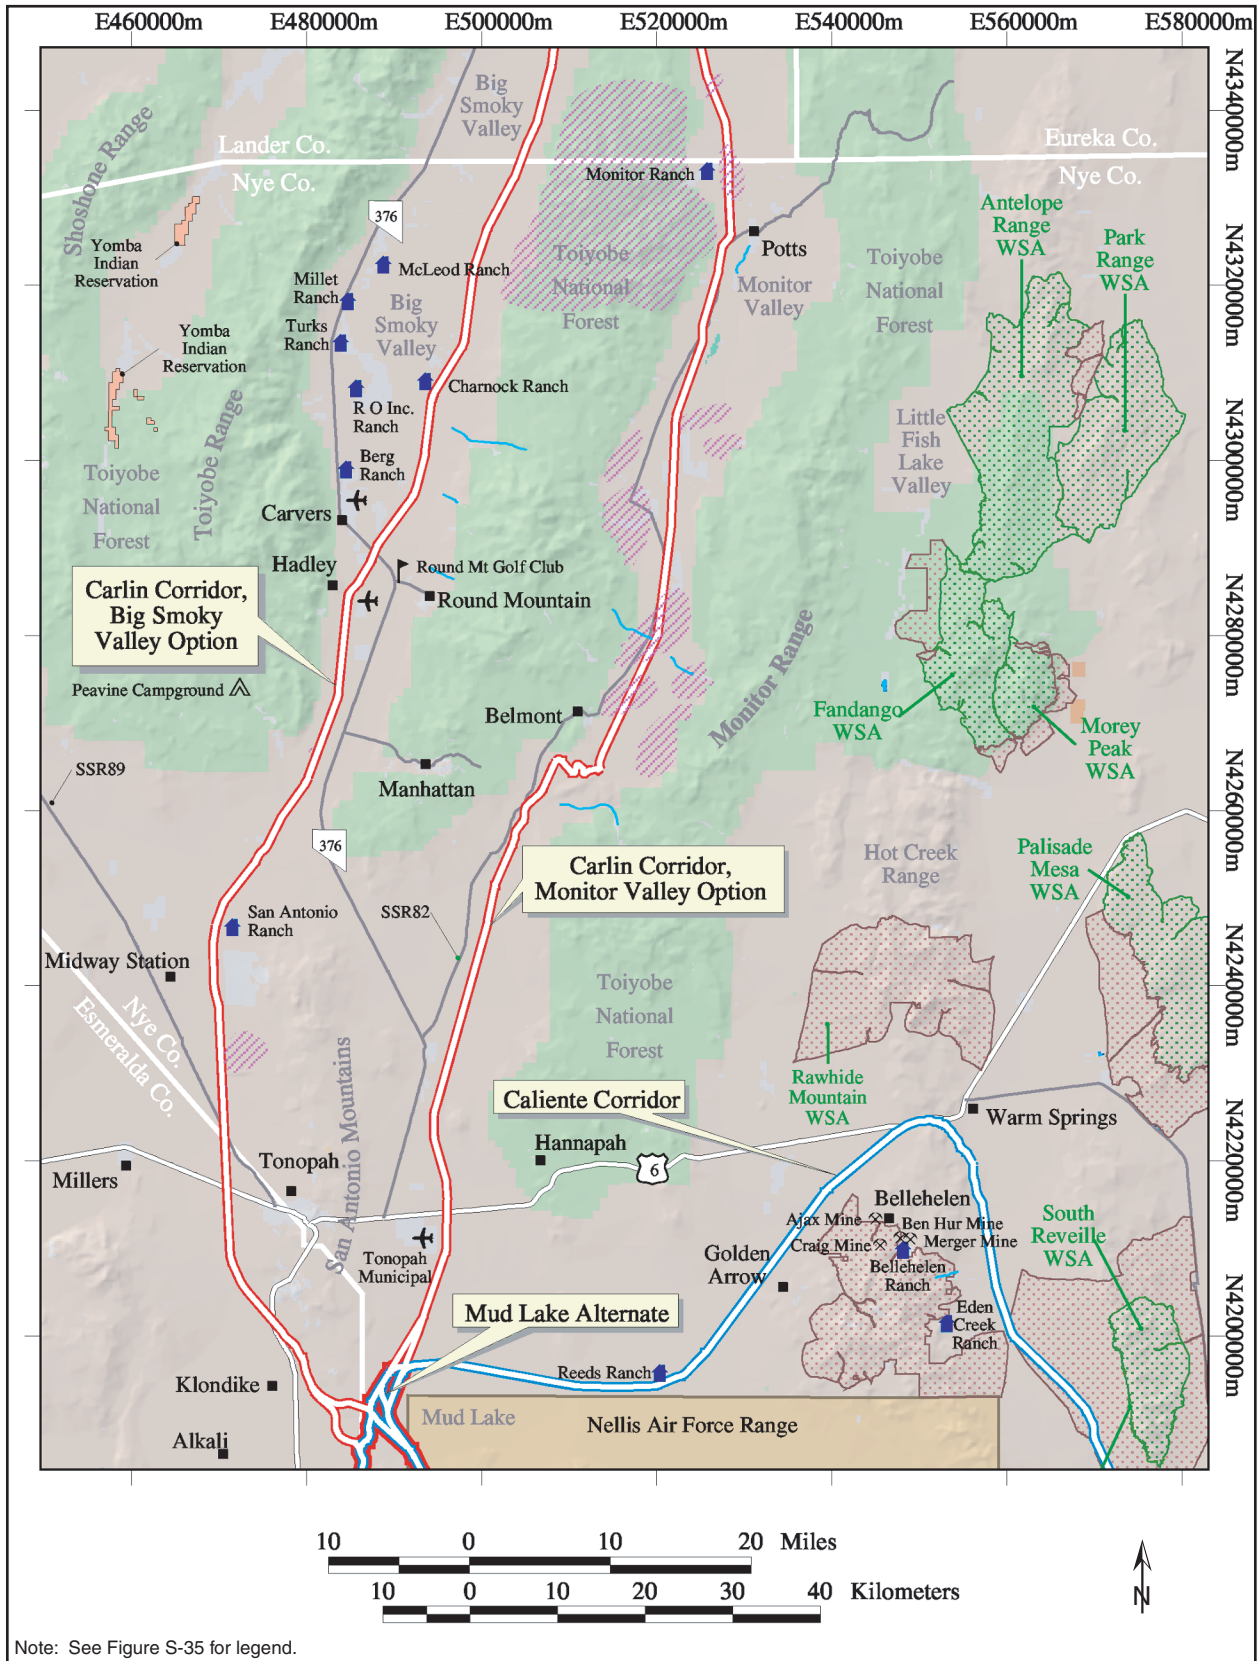 E460000m
E480000m
E500000m
E520000m
E540000m
E560000m
E580000m
N4340000m
N4320000m
N4300000m
N4280000m
N4260000m
N4240000m
N4220000m
N4200000m
Big
Smoky
Valley
Shoshone Range
Lander Co.
Nye Co.
Eureka Co.
Nye Co.
Monitor Ranch
376
Yomba
Indian
Reservation
McLeod Ranch
Millet
Ranch
Turks
Ranch
Big
Smoky
Valley
Toiyobe
National
Forest
Potts
Monitor
Valley
Toiyobe
National
Forest
Antelope
Range
WSA
Park
Range
WSA
Yomba
Indian
Reservation
Charnock Ranch
R O Inc.
Ranch
Berg
Ranch
Toiyobe Range
Toiyobe
National
Forest
Little
Fish
Lake
Valley
Carvers
Hadley
Round Mt Golf Club
Round Mountain
Carlin Corridor,
Big Smoky
Valley Option
Peavine Campground
Belmont
Monitor Range
Fandango
WSA
Morey
Peak
WSA
SSR89
Manhattan
376
Hot Creek
Range
Palisade
Mesa
WSA
Carlin Corridor,
Monitor Valley Option
SSR82
San Antonio
Ranch
Midway Station
Nye Co.
Esmeralda Co.
Toiyobe
National
Forest
San Antonio Mountains
Rawhide
Mountain
WSA
Caliente Corridor
Warm Springs
Hannapah
6
Millers
Tonopah
Tonopah
Municipal
Bellehelen
Ajax Mine
Ben Hur Mine
Craig Mine
Merger Mine
Bellehelen
Ranch
Golden
Arrow
South
Reveille
WSA
Eden
Creek
Ranch
Mud Lake Alternate
Reeds Ranch
Klondike
Alkali
Mud Lake
Nellis Air Force Range
10 0 10 20 Miles
10 0 10 20 30 40 Kilometers
N
Note: See Figure S-35 for legend.